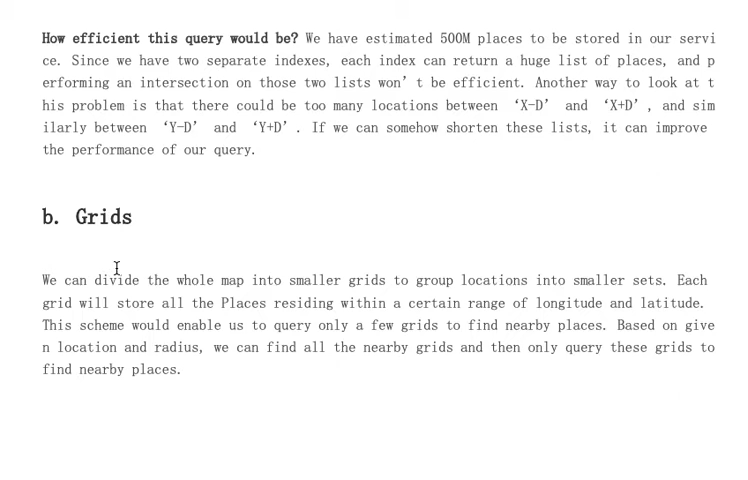 How efficient this query would be? We have estimated 500M places to be stored in our servi
ce. Since we have two separate indexes, each index can return a huge list of places, and p
erforming an intersection on those two lists won’t be efficient. Another way to look at t
his problem is that there could be too many locations between ‘X-D’ and ‘X+D’, and sim
ilarly between ‘Y-D’ and ‘Y+D’. If we can somehow shorten these lists, it can improve
the performance of our query.
b. Grids
We can divide the whole map into smaller grids to group locations into smaller sets. Each
grid will store all the Places residing within a certain range of longitude and latitude.
This scheme would enable us to query only a few grids to find nearby places. Based on give
n location and radius, we can find all the nearby grids and then only query these grids to
find nearby places.